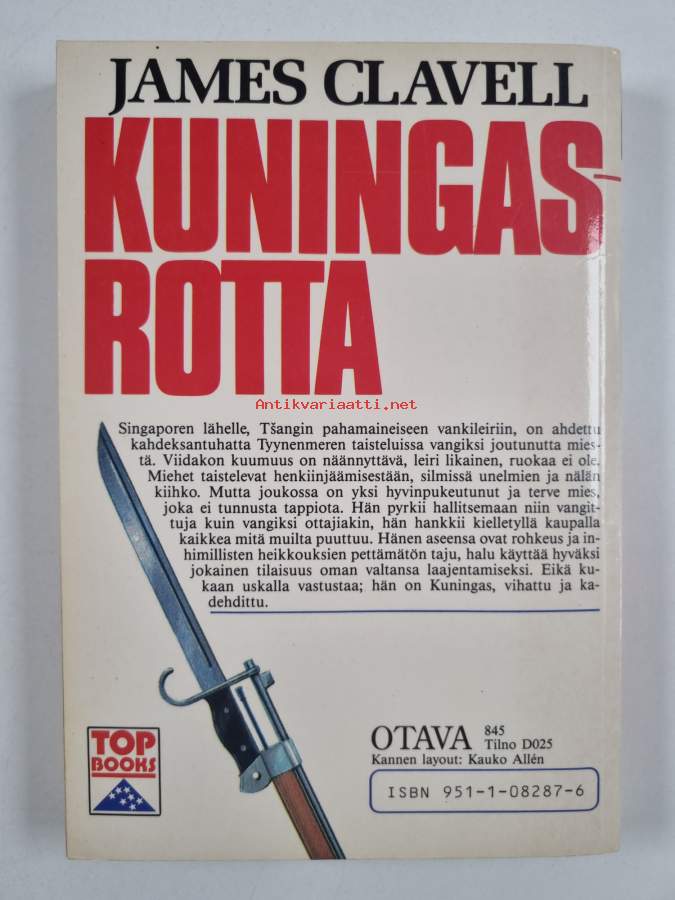 JAMES CLAVELL
KUNINGAS-
ROTTA
Antikvariaatti.net
Singaporen lähelle, Tšangin pahamaineiseen vankileiriin, on ahdettu
kahdeksantuhatta Tyynenmeren taisteluissa vangiksi joutunutta mies-
tä. Viidakon kuumuus on näännyttävä, leiri likainen, ruokaa ei ole.
Miehet taistelevat henkiinjäämisestään, silmissä unelmien ja nälän
kiihko. Mutta joukossa on yksi hyvinpukeutunut ja terve mies,
joka ei tunnusta tappiota. Hän pyrkii hallitsemaan niin vangit-
tuja kuin vangiksi ottajiakin, hän hankkii kielletyllä kaupalla
kaikkea mitä muilta puuttuu. Hänen aseensa ovat rohkeus ja in-
himillisten heikkouksien pettämätön taju, halu käyttää hyväksi
jokainen tilaisuus oman valtansa laajentamiseksi. Eikä ku-
kaan uskalla vastustaa; hän on Kuningas, vihattu ja ka-
dehdittu.
TOP
BOOKS
OTAVA
845
Tilno D025
Kannen layout: Kauko Allén
ISBN 951-1-08287-6